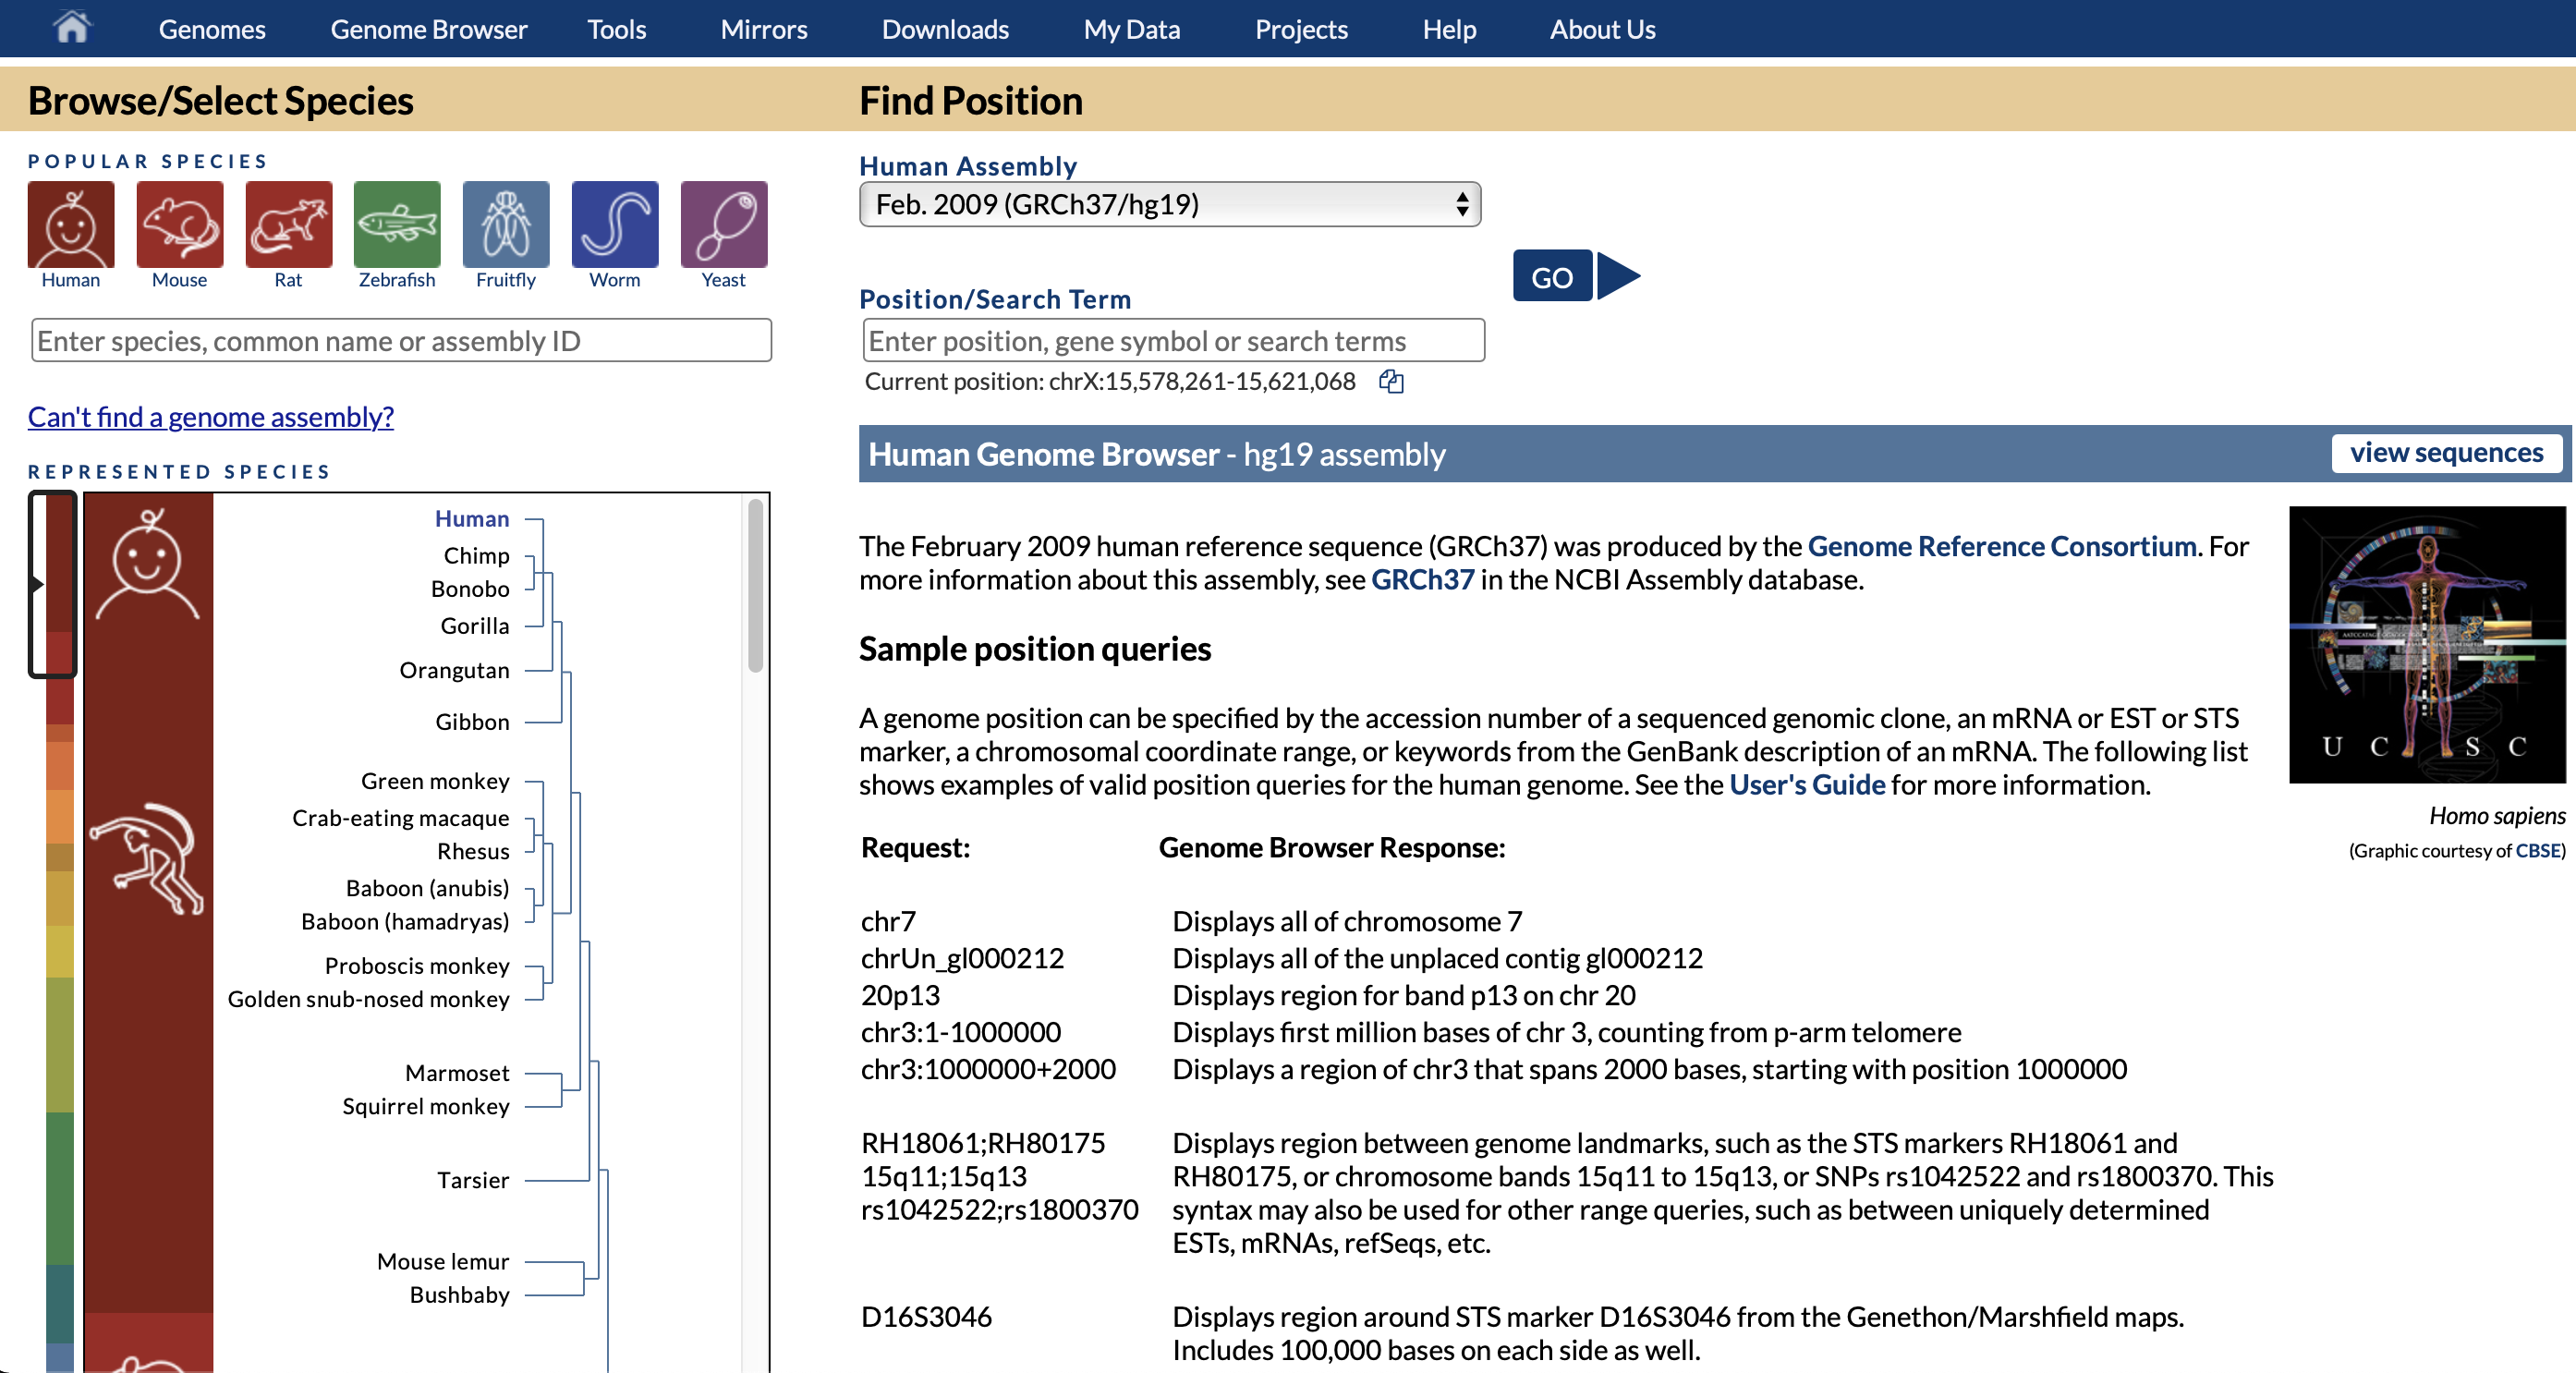 Genomes Genome Browser Tools Mirrors Downloads My Data Projects Help About Us
Browse/Select Species
Find Position
POPULAR SPECIES
Human Mouse Rat Zebrafish Fruitfly Worm Yeast
Enter species, common name or assembly ID
Can't find a genome assembly?
REPRESENTED SPECIES
Human
Chimp
Bonobo
Gorilla
Orangutan
Gibbon
Green monkey
Crab-eating macaque
Rhesus
Baboon (anubis)
Baboon (hamadryas)
Proboscis monkey
Golden snub-nosed monkey
Marmoset
Squirrel monkey
Tarsier
Mouse lemur
Bushbaby
Human Assembly
Feb. 2009 (GRCh37/hg19)
GO
Position/Search Term
Enter position, gene symbol or search terms
Current position: chrX:15,578,261-15,621,068
Human Genome Browser - hg19 assembly
view sequences
The February 2009 human reference sequence (GRCh37) was produced by the Genome Reference Consortium. For
more information about this assembly, see GRCh37 in the NCBI Assembly database.
Sample position queries
A genome position can be specified by the accession number of a sequenced genomic clone, an mRNA or EST or STS
marker, a chromosomal coordinate range, or keywords from the GenBank description of an mRNA. The following list
shows examples of valid position queries for the human genome. See the User's Guide for more information.
U C S C
Homo sapiens
(Graphic courtesy of CBSE)
Request: Genome Browser Response:
chr7 Displays all of chromosome 7
chrUn_gl000212 Displays all of the unplaced contig gl000212
20p13 Displays region for band p13 on chr 20
chr3:1-1000000 Displays first million bases of chr 3, counting from p-arm telomere
chr3:1000000+2000 Displays a region of chr3 that spans 2000 bases, starting with position 1000000
RH18061;RH80175 Displays region between genome landmarks, such as the STS markers RH18061 and
15q11;15q13 RH80175, or chromosome bands 15q11 to 15q13, or SNPs rs1042522 and rs1800370. This
rs1042522;rs1800370 syntax may also be used for other range queries, such as between uniquely determined
ESTs, mRNAs, refSeqs, etc.
D16S3046 Displays region around STS marker D16S3046 from the Genethon/Marshfield maps.
Includes 100,000 bases on each side as well.